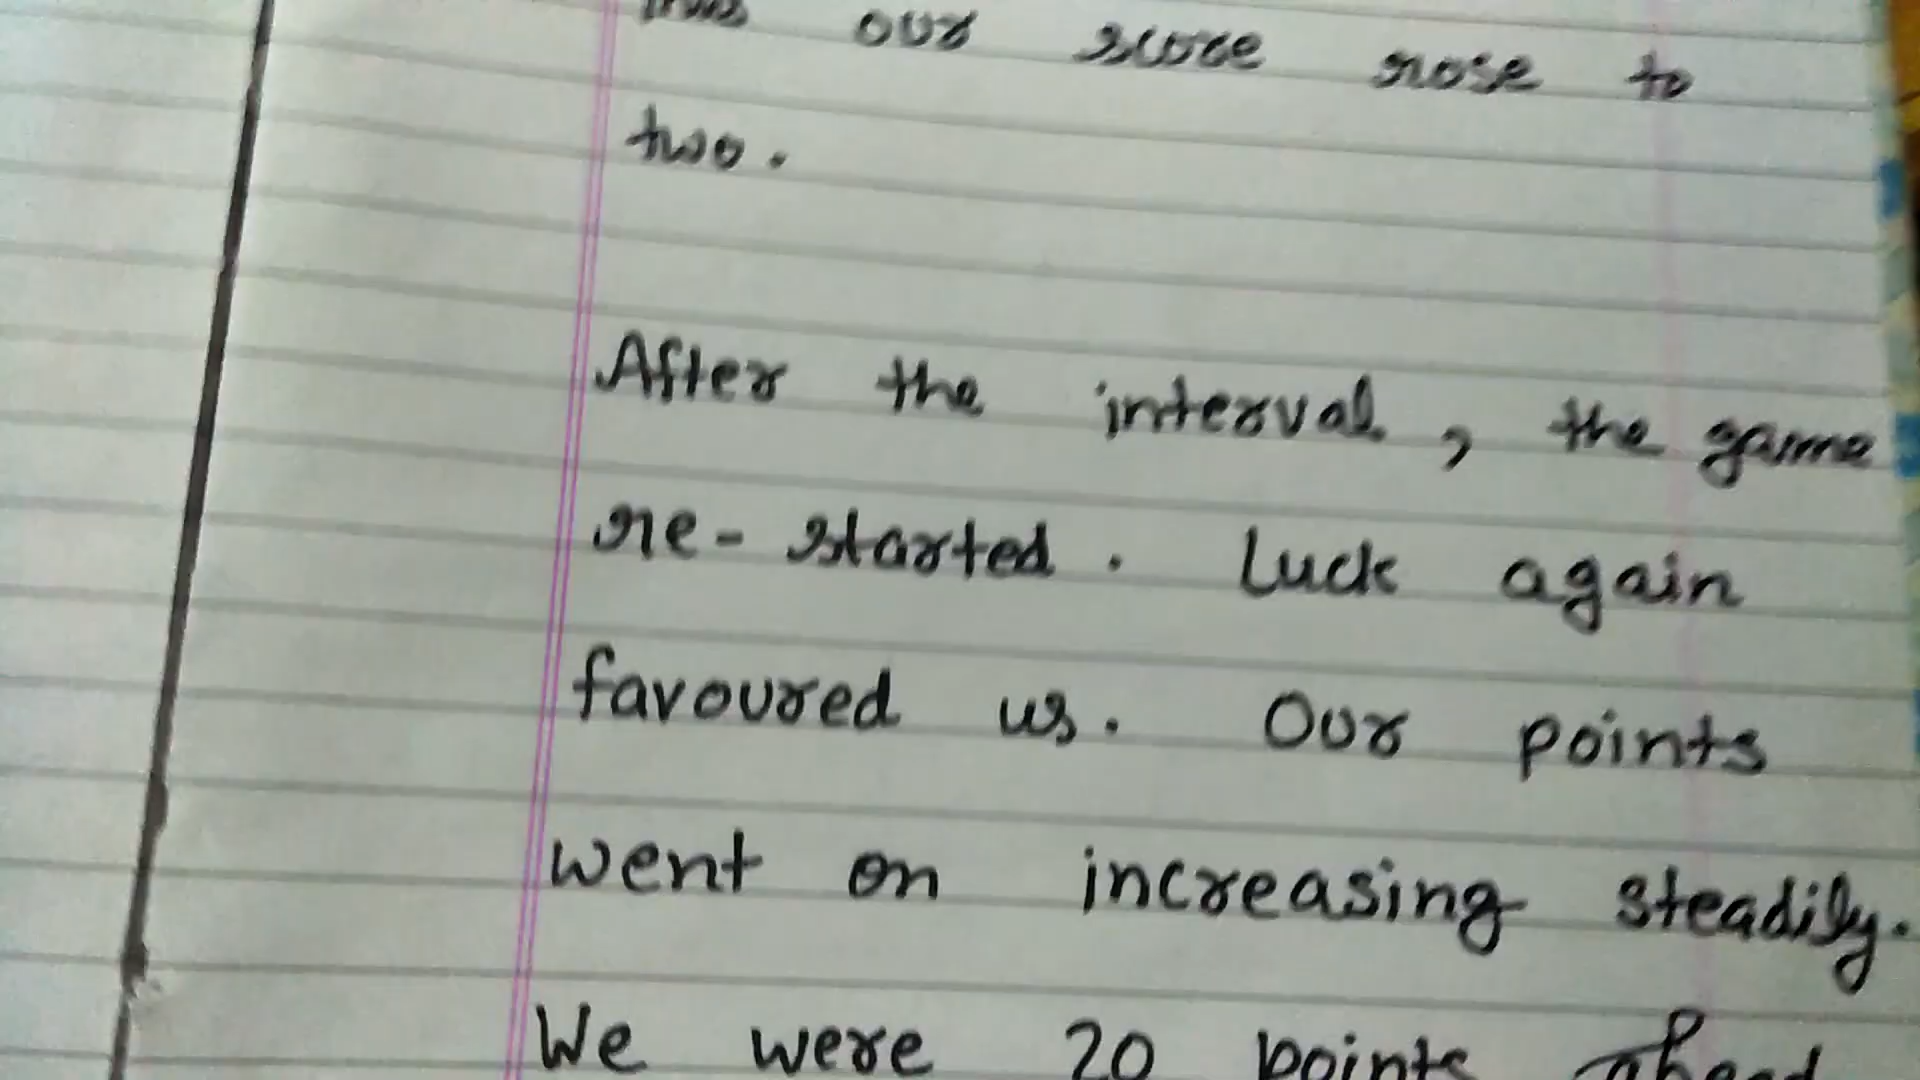 our score rose to
two.
After the interval, the game
re-started. Luck again
favoured us. Our points
went on increasing steadily.
We were 20 points ahead